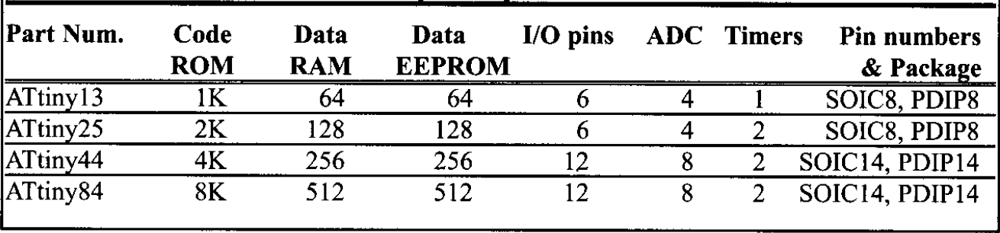 Part Num. Code Data Data I/O pins ADC Timers Pin numbers
ROM RAM EEPROM & Package
ATtiny13 1K 64 64 6 4 1 SOIC8, PDIP8
ATtiny25 2K 128 128 6 4 2 SOIC8, PDIP8
ATtiny44 4K 256 256 12 8 2 SOIC14, PDIP14
ATtiny84 8K 512 512 12 8 2 SOIC14, PDIP14